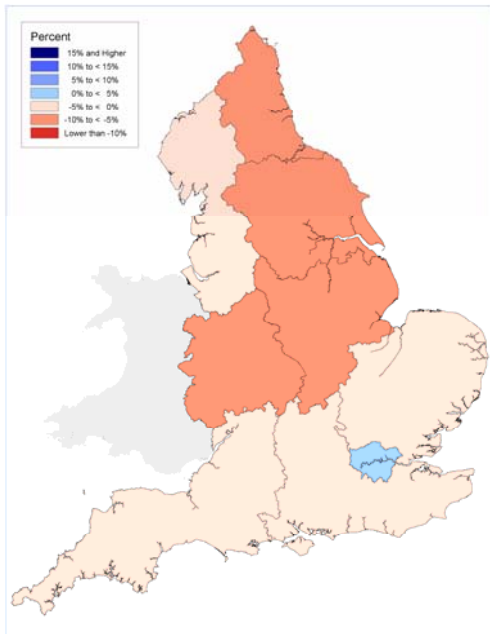 Percent
15% and Higher
10% to < 15%
5% to < 10%
0% to < 5%
-5% to < 0%
-10% to < -5%
Lower than -10%